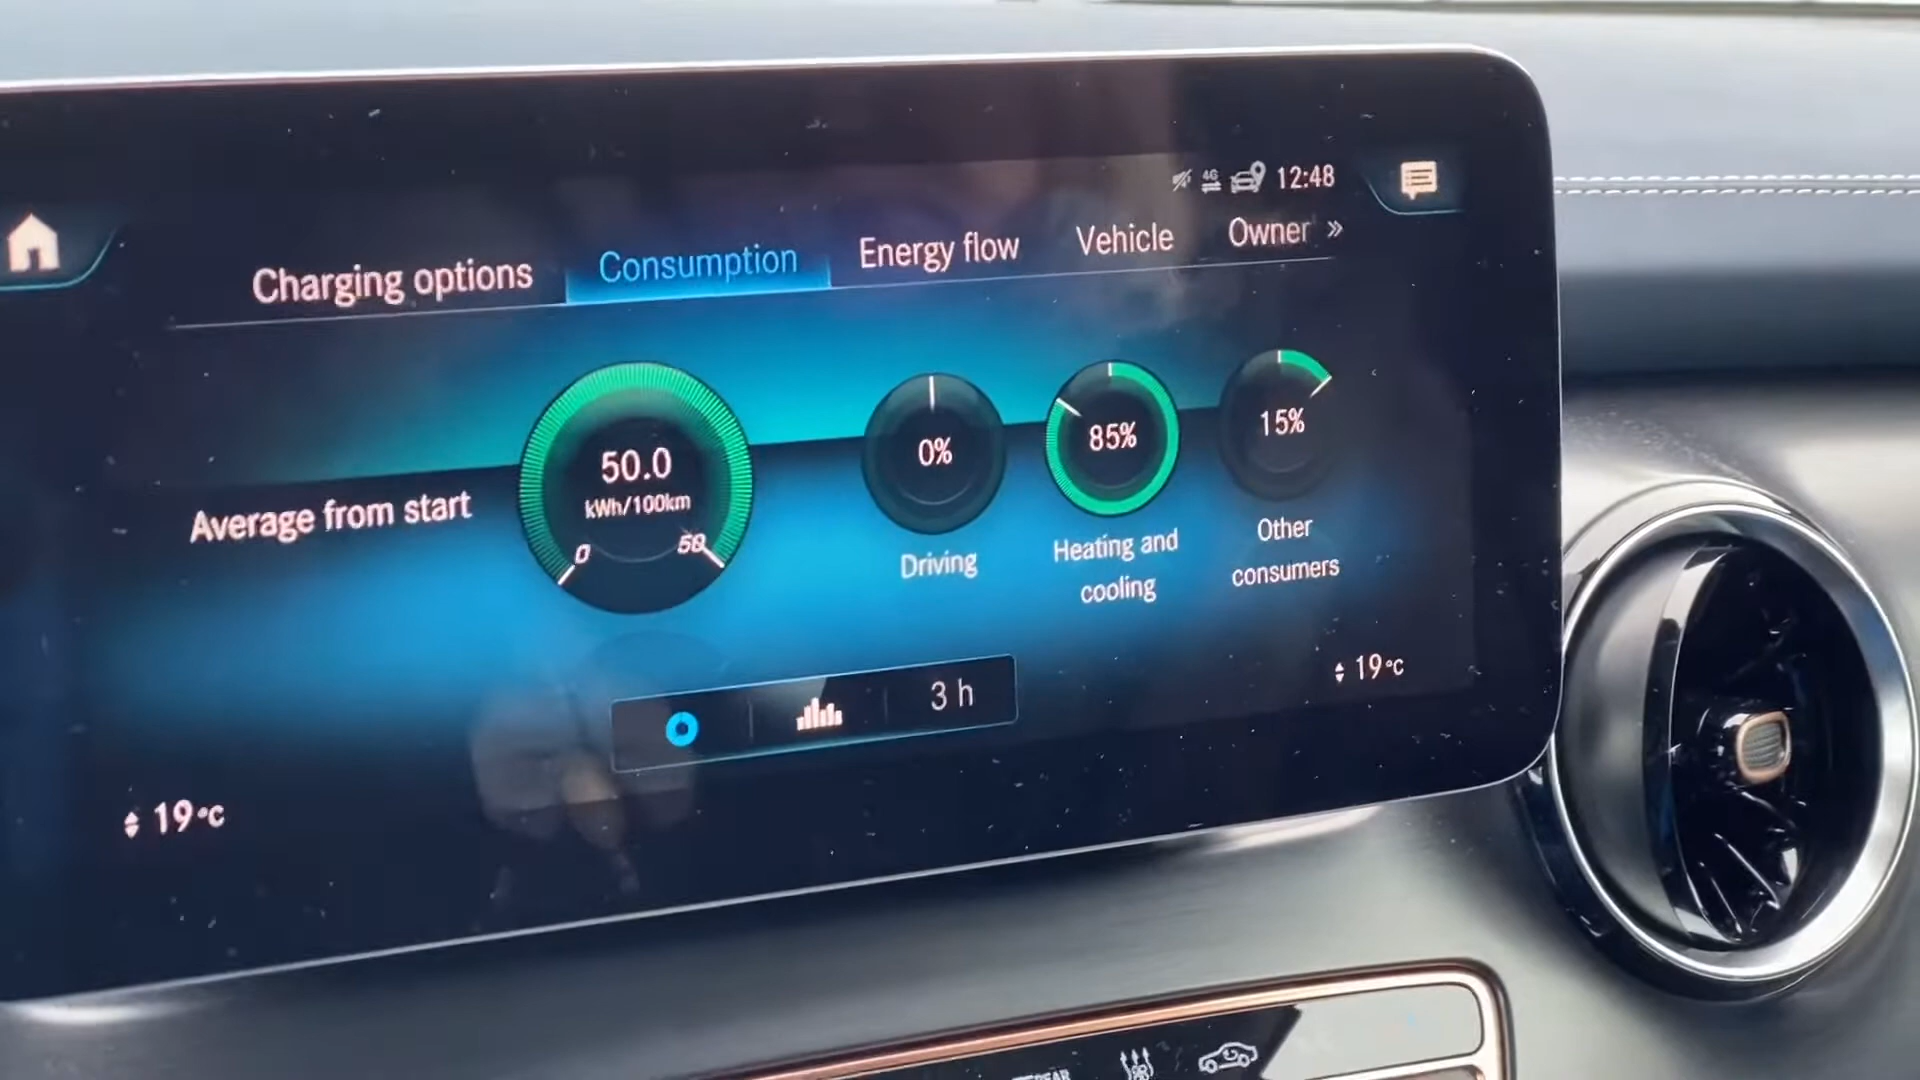 4G 12:48
Charging options Consumption Energy flow Vehicle Owner »
Average from start
50.0
kWh/100km
0 50
0%
Driving
85%
Heating and
cooling
15%
Other
consumers
3 h
19°C
19°C
REAR